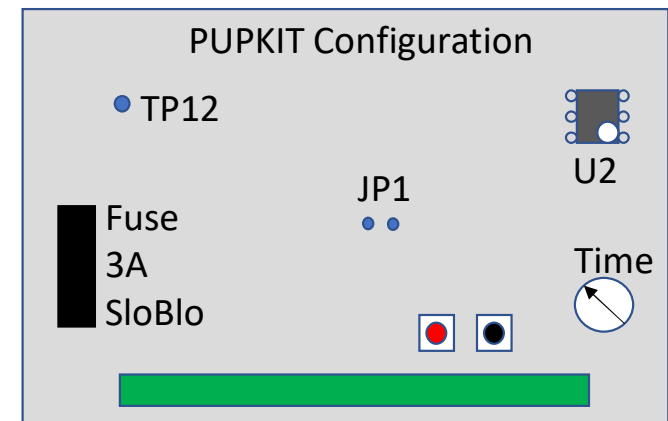 PUPKIT Configuration
TP12
U2
JP1
Fuse
3A
SloBlo
Time